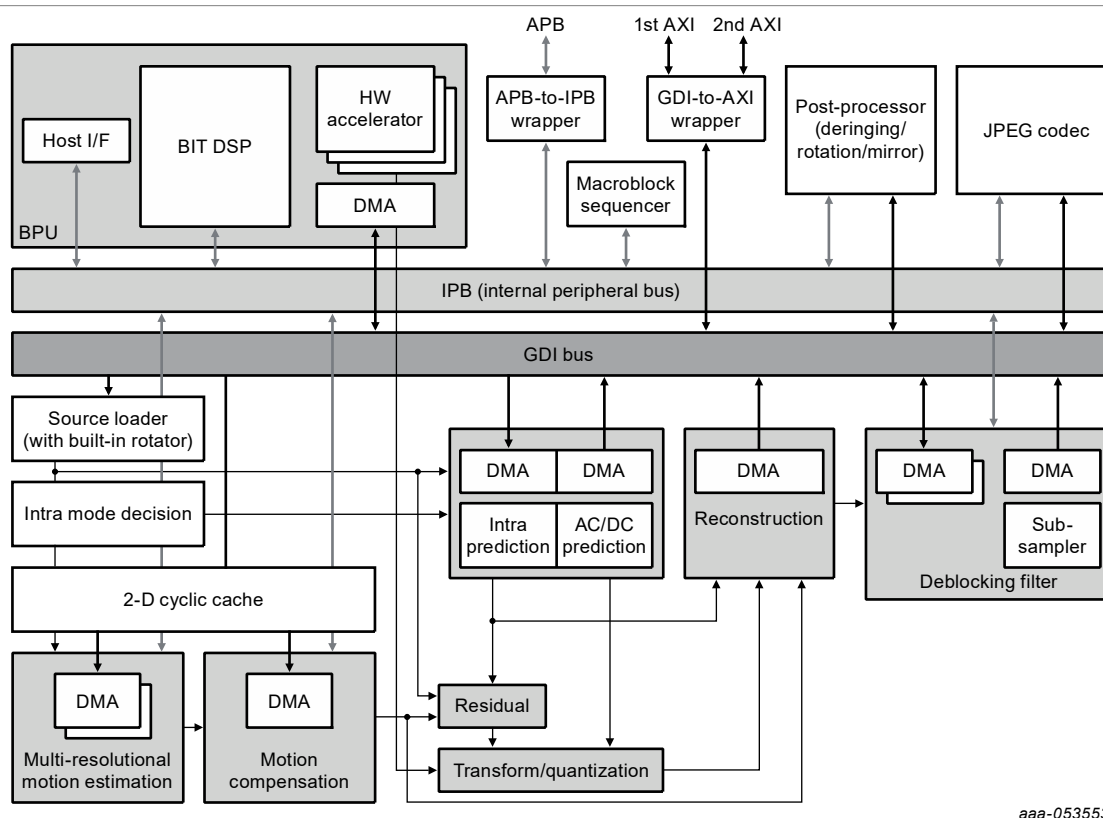 APB
1st AXI
2nd AXI
Host I/F
BIT DSP
HW
accelerator
DMA
BPU
APB-to-IPB
wrapper
GDI-to-AXI
wrapper
Macroblock
sequencer
Post-processor
(deringing/
rotation/mirror)
JPEG codec
IPB (internal peripheral bus)
GDI bus
Source loader
(with built-in rotator)
Intra mode decision
2-D cyclic cache
DMA
DMA
Intra
prediction
AC/DC
prediction
DMA
Reconstruction
DMA
DMA
Sub-
sampler
Deblocking filter
DMA
Multi-resolutional
motion estimation
DMA
Motion
compensation
Residual
Transform/quantization